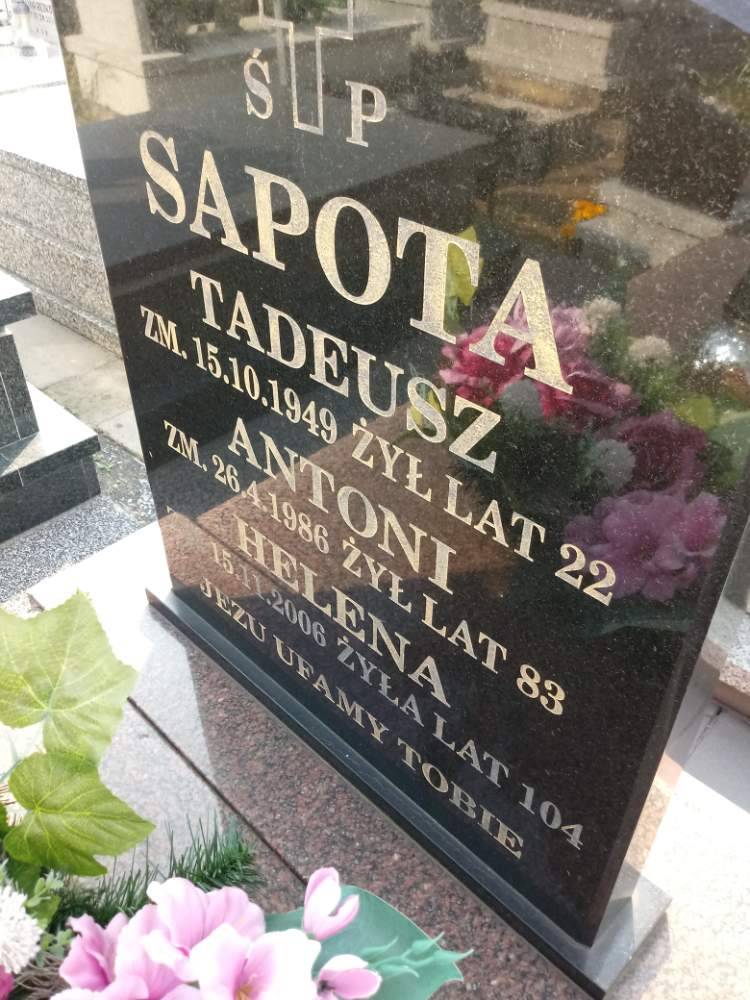 Ś P
SAPOTA
TADEUSZ
ZM. 15.10.1949 ŻYŁ LAT 22
ANTONI
ZM. 26.4.1986 ŻYŁ LAT 83
HELENA
15.11.2006 ŻYŁA LAT 104
JEZU UFAMY TOBIE